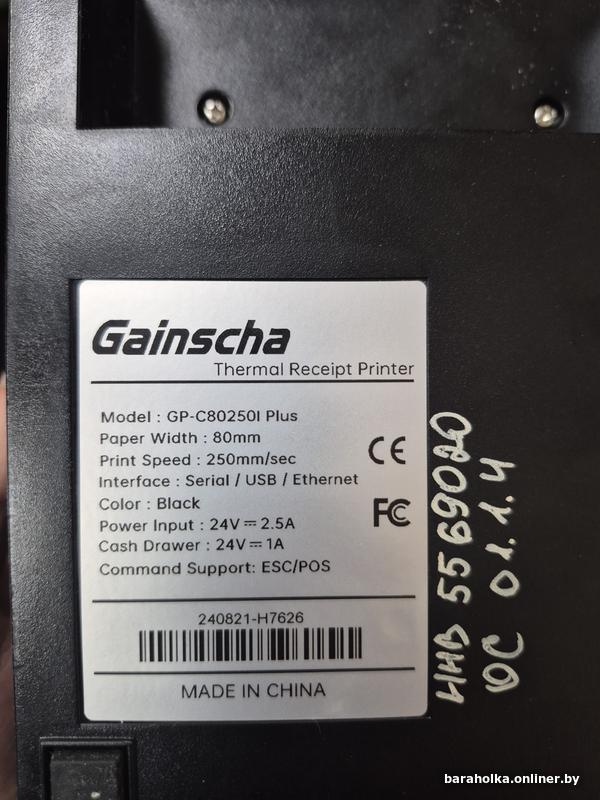 Gainscha
Thermal Receipt Printer
Model : GP-C80250I Plus
Paper Width : 80mm
Print Speed : 250mm/sec
Interface : Serial / USB / Ethernet
Color : Black
Power Input : 24V⎓2.5A
Cash Drawer : 24V⎓1A
Command Support: ESC/POS
CE
FC
240821-H7626
MADE IN CHINA
ИНВ 5569020
ОС 01.1.4
baraholka.onliner.by